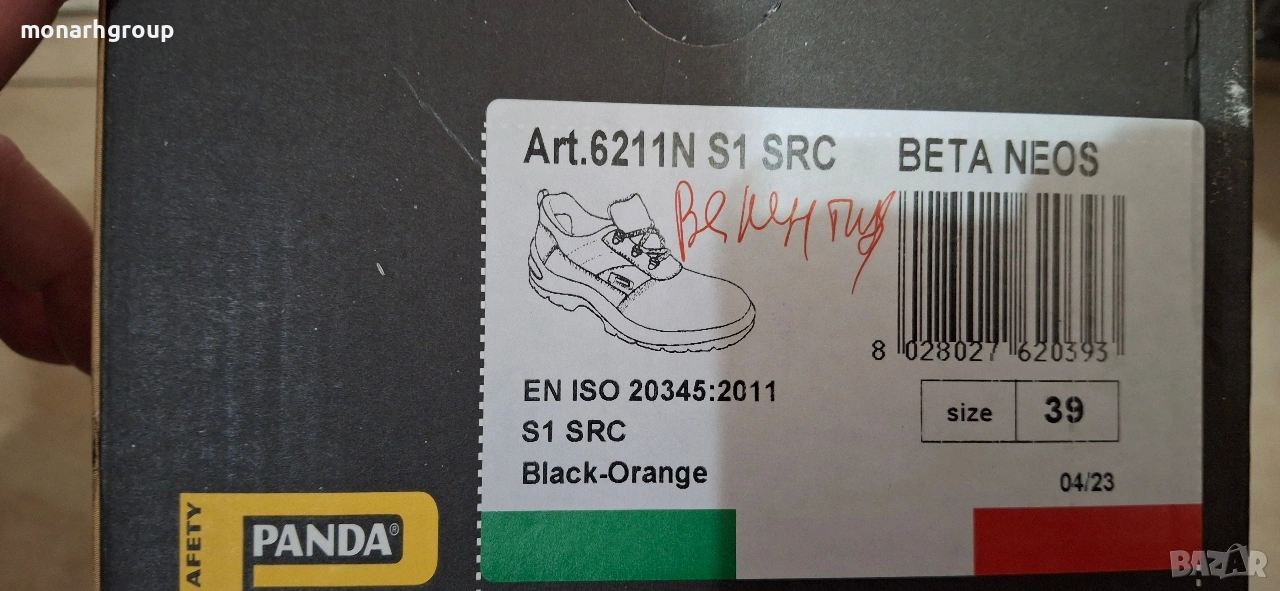 monarhgroup
Art.6211N S1 SRC BETA NEOS
8 028027 620393
EN ISO 20345:2011
size 39
S1 SRC
Black-Orange
04/23
AFETY
PANDA®
BAZAR